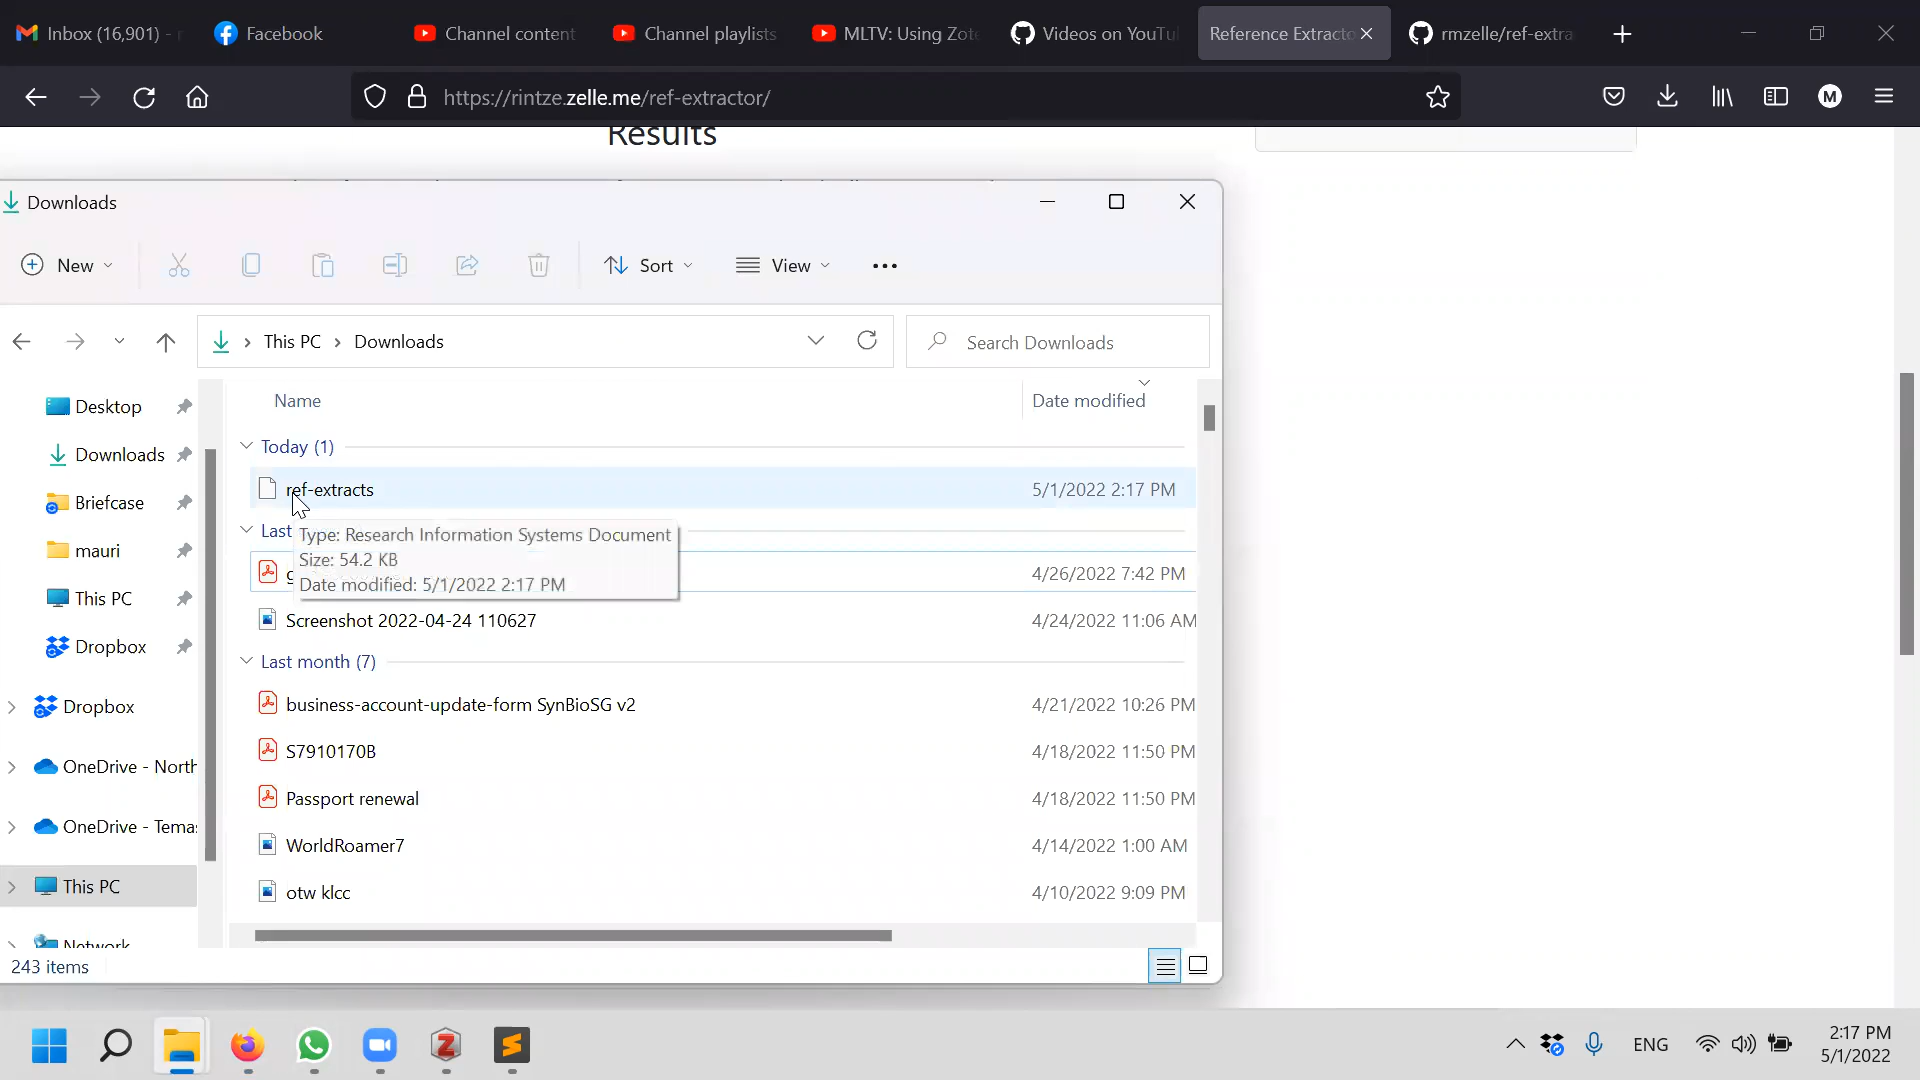 Inbox (16,901) -
Facebook
Channel content
Channel playlists
MLTV: Using Zote
Videos on YouTu
Reference Extracto
rmzelle/ref-extra
https://rintze.zelle.me/ref-extractor/
M
Results
Downloads
New
Sort
View
This PC
Downloads
Search Downloads
Desktop
Downloads
Briefcase
mauri
This PC
Dropbox
Dropbox
OneDrive - North
OneDrive - Temas
This PC
Network
Name
Date modified
Today (1)
ref-extracts
5/1/2022 2:17 PM
Last
Type: Research Information Systems Document
Size: 54.2 KB
Date modified: 5/1/2022 2:17 PM
g
4/26/2022 7:42 PM
Screenshot 2022-04-24 110627
4/24/2022 11:06 AM
Last month (7)
business-account-update-form SynBioSG v2
4/21/2022 10:26 PM
S7910170B
4/18/2022 11:50 PM
Passport renewal
4/18/2022 11:50 PM
WorldRoamer7
4/14/2022 1:00 AM
otw klcc
4/10/2022 9:09 PM
243 items
Z
ENG
2:17 PM
5/1/2022